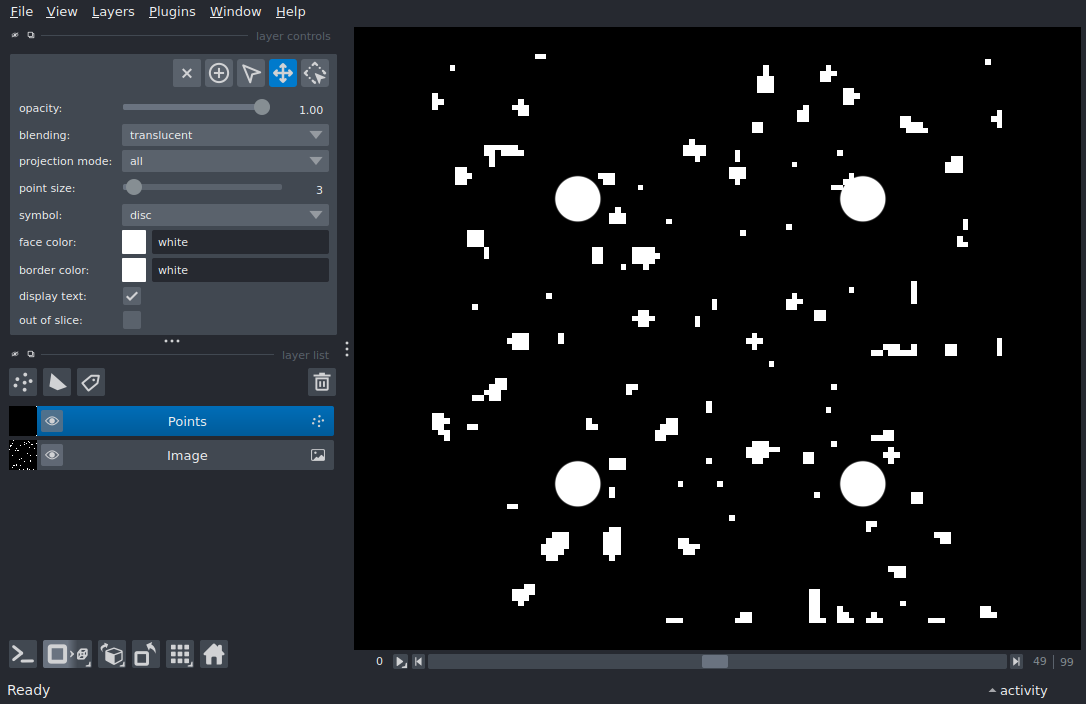 File View Layers Plugins Window Help
layer controls
opacity: 1.00
blending: translucent
projection mode: all
point size: 3
symbol: disc
face color: white
border color: white
display text:
out of slice:
layer list
Points
Image
0 49 99
Ready activity